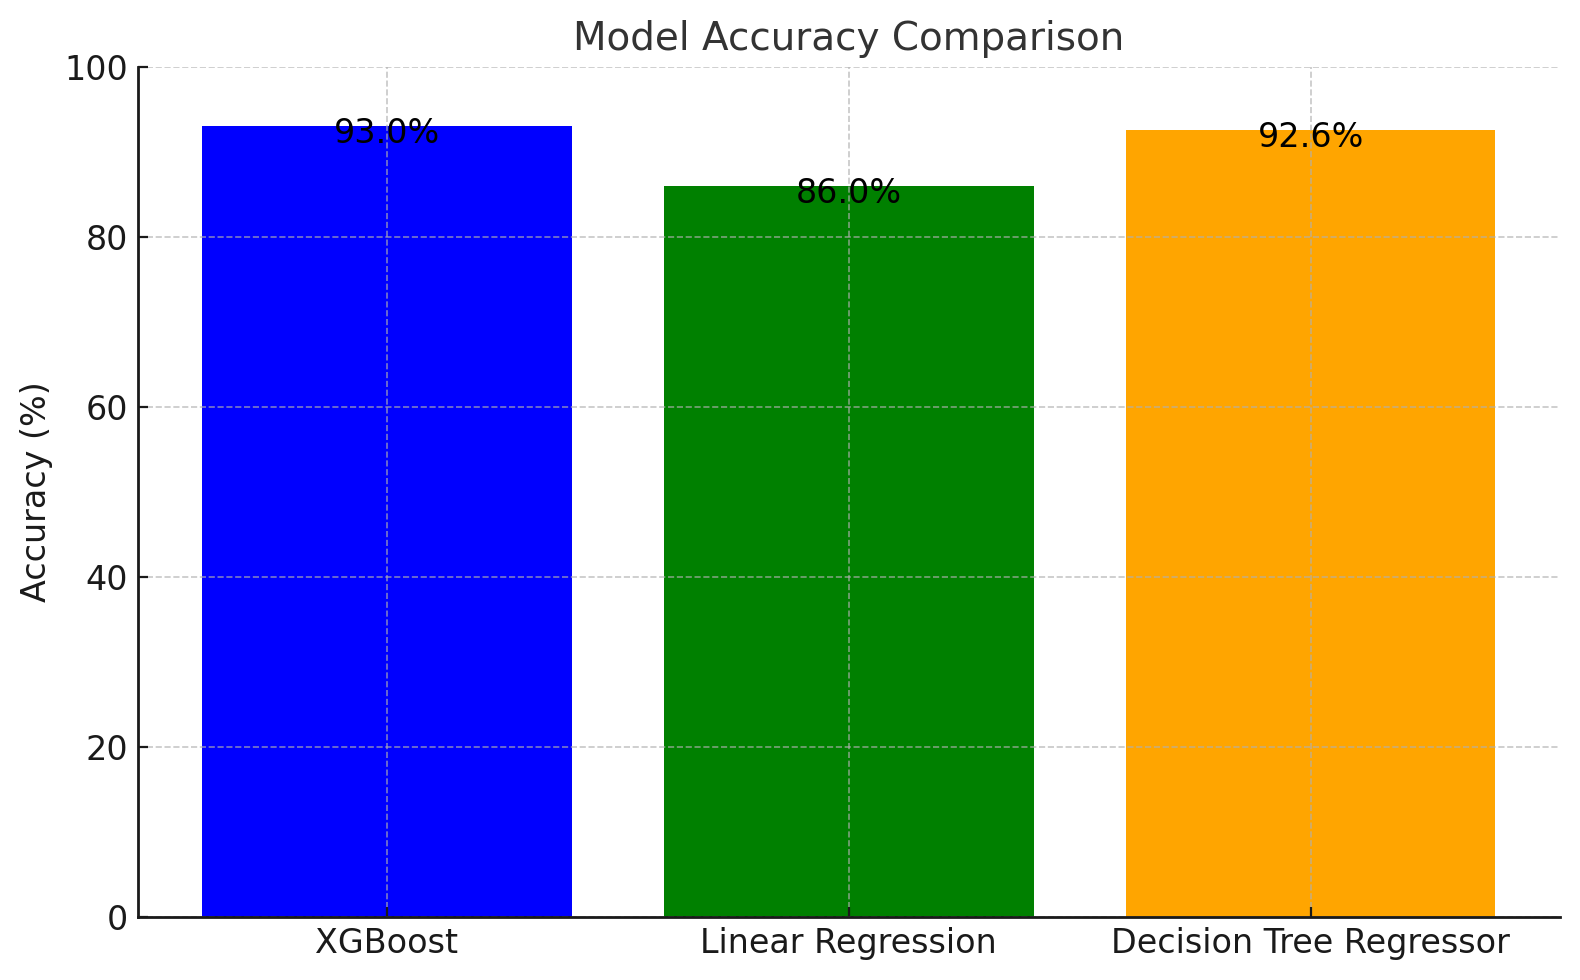 Model Accuracy Comparison
Accuracy (%)
100
80
60
40
20
0
93.0%
86.0%
92.6%
XGBoost
Linear Regression
Decision Tree Regressor